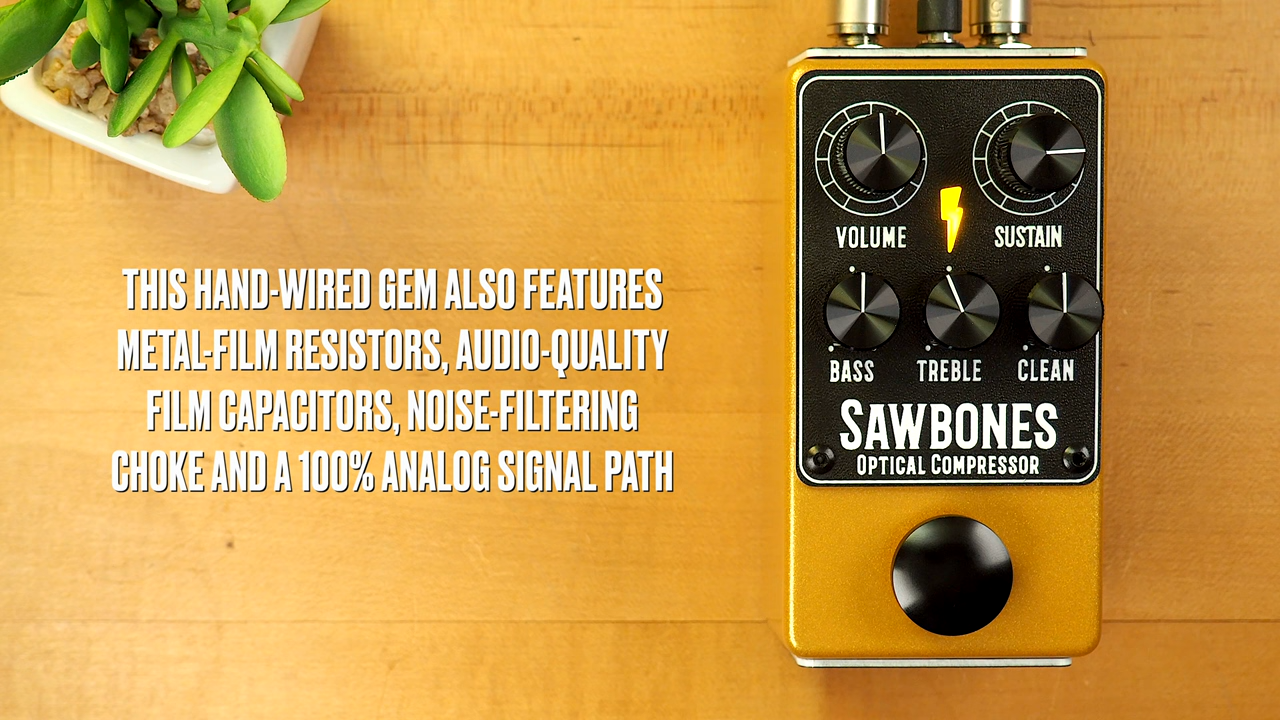 THIS HAND-WIRED GEM ALSO FEATURES
METAL-FILM RESISTORS, AUDIO-QUALITY
FILM CAPACITORS, NOISE-FILTERING
CHOKE AND A 100% ANALOG SIGNAL PATH
VOLUME
SUSTAIN
BASS
TREBLE
CLEAN
SAWBONES
OPTICAL COMPRESSOR